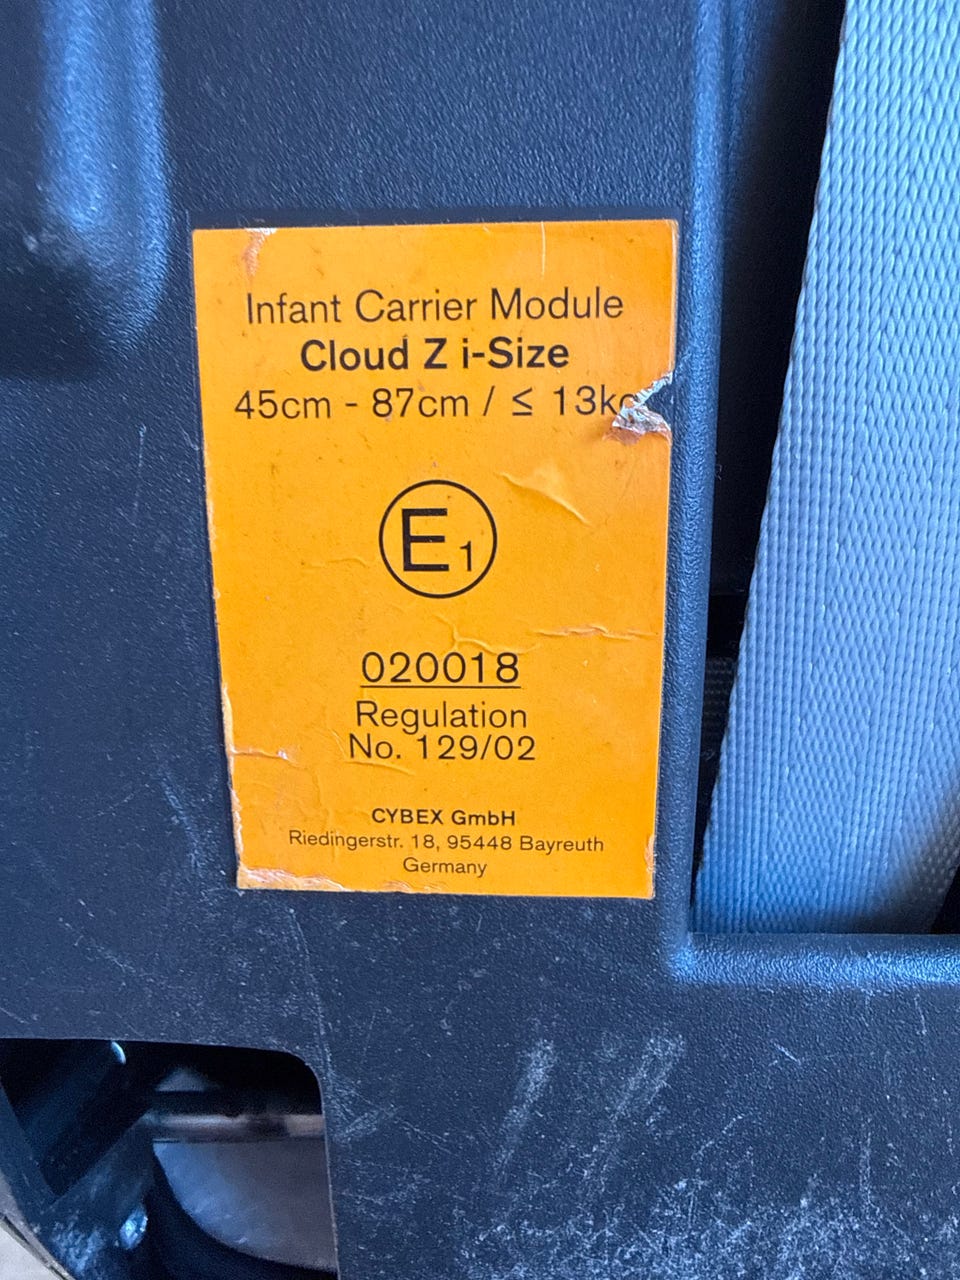 Infant Carrier Module
Cloud Z i-Size
45cm - 87cm / ≤ 13kg
E1
020018
Regulation
No. 129/02
CYBEX GmbH
Riedingerstr. 18, 95448 Bayreuth
Germany